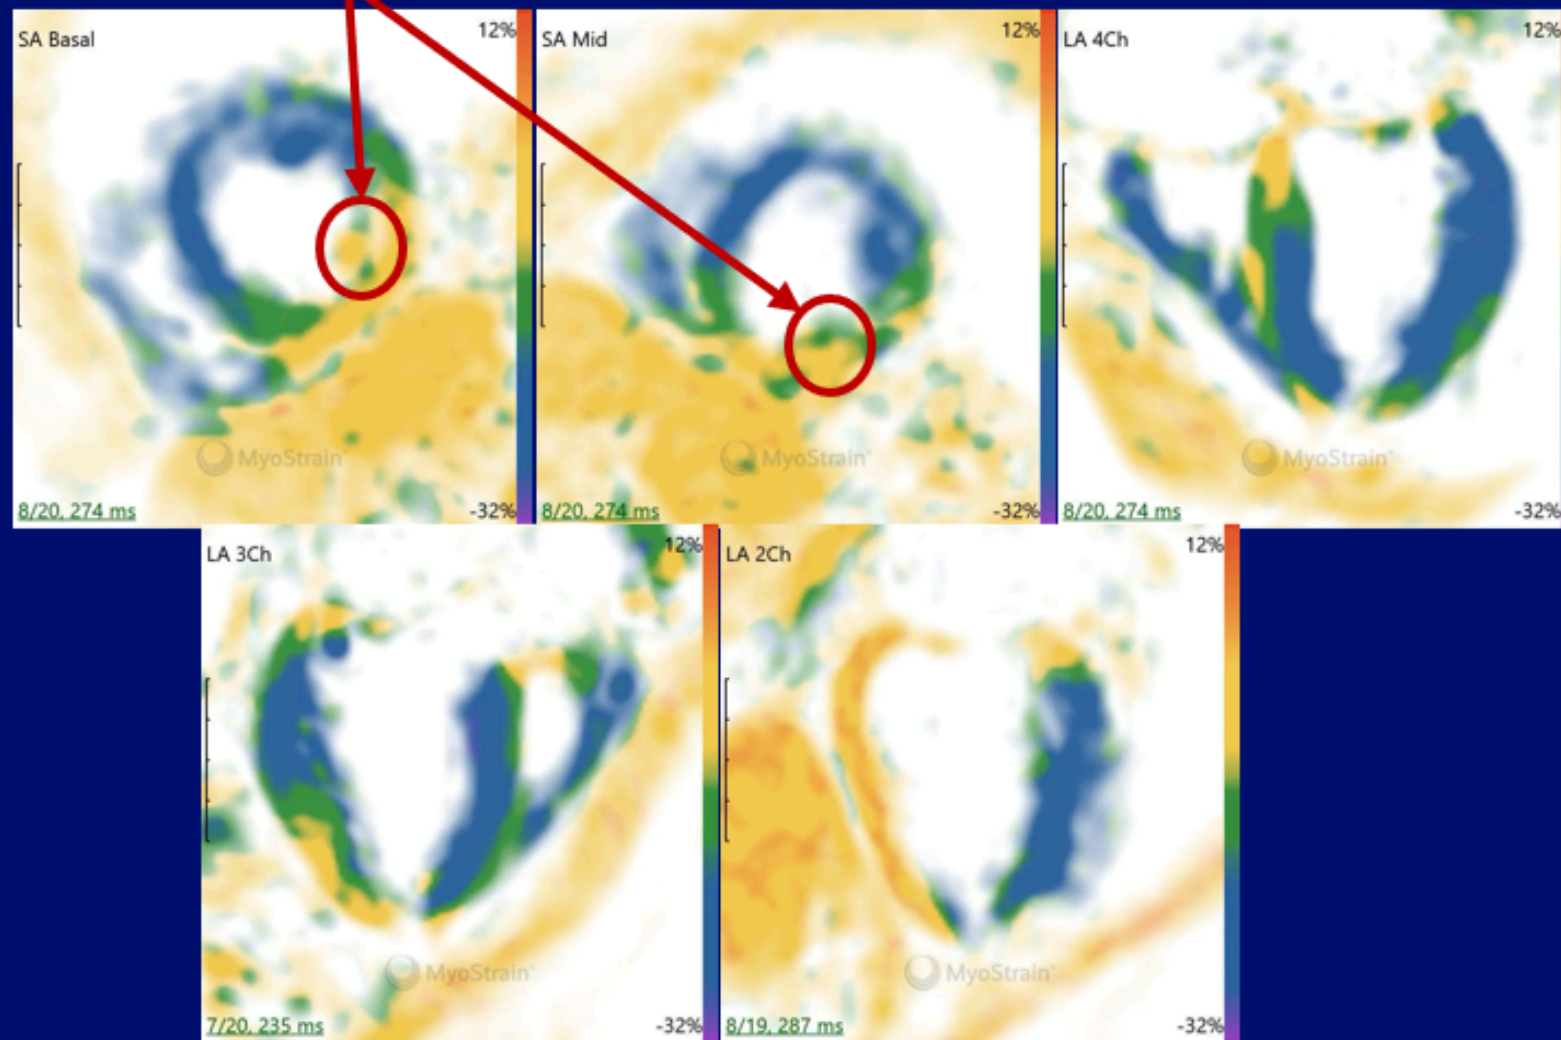 SA Basal
12%
MyoStrain
8/20, 274 ms
-32%
SA Mid
12%
MyoStrain
8/20, 274 ms
-32%
LA 4Ch
12%
MyoStrain
8/20, 274 ms
-32%
LA 3Ch
12%
MyoStrain
7/20, 235 ms
-32%
LA 2Ch
12%
MyoStrain
8/19, 287 ms
-32%